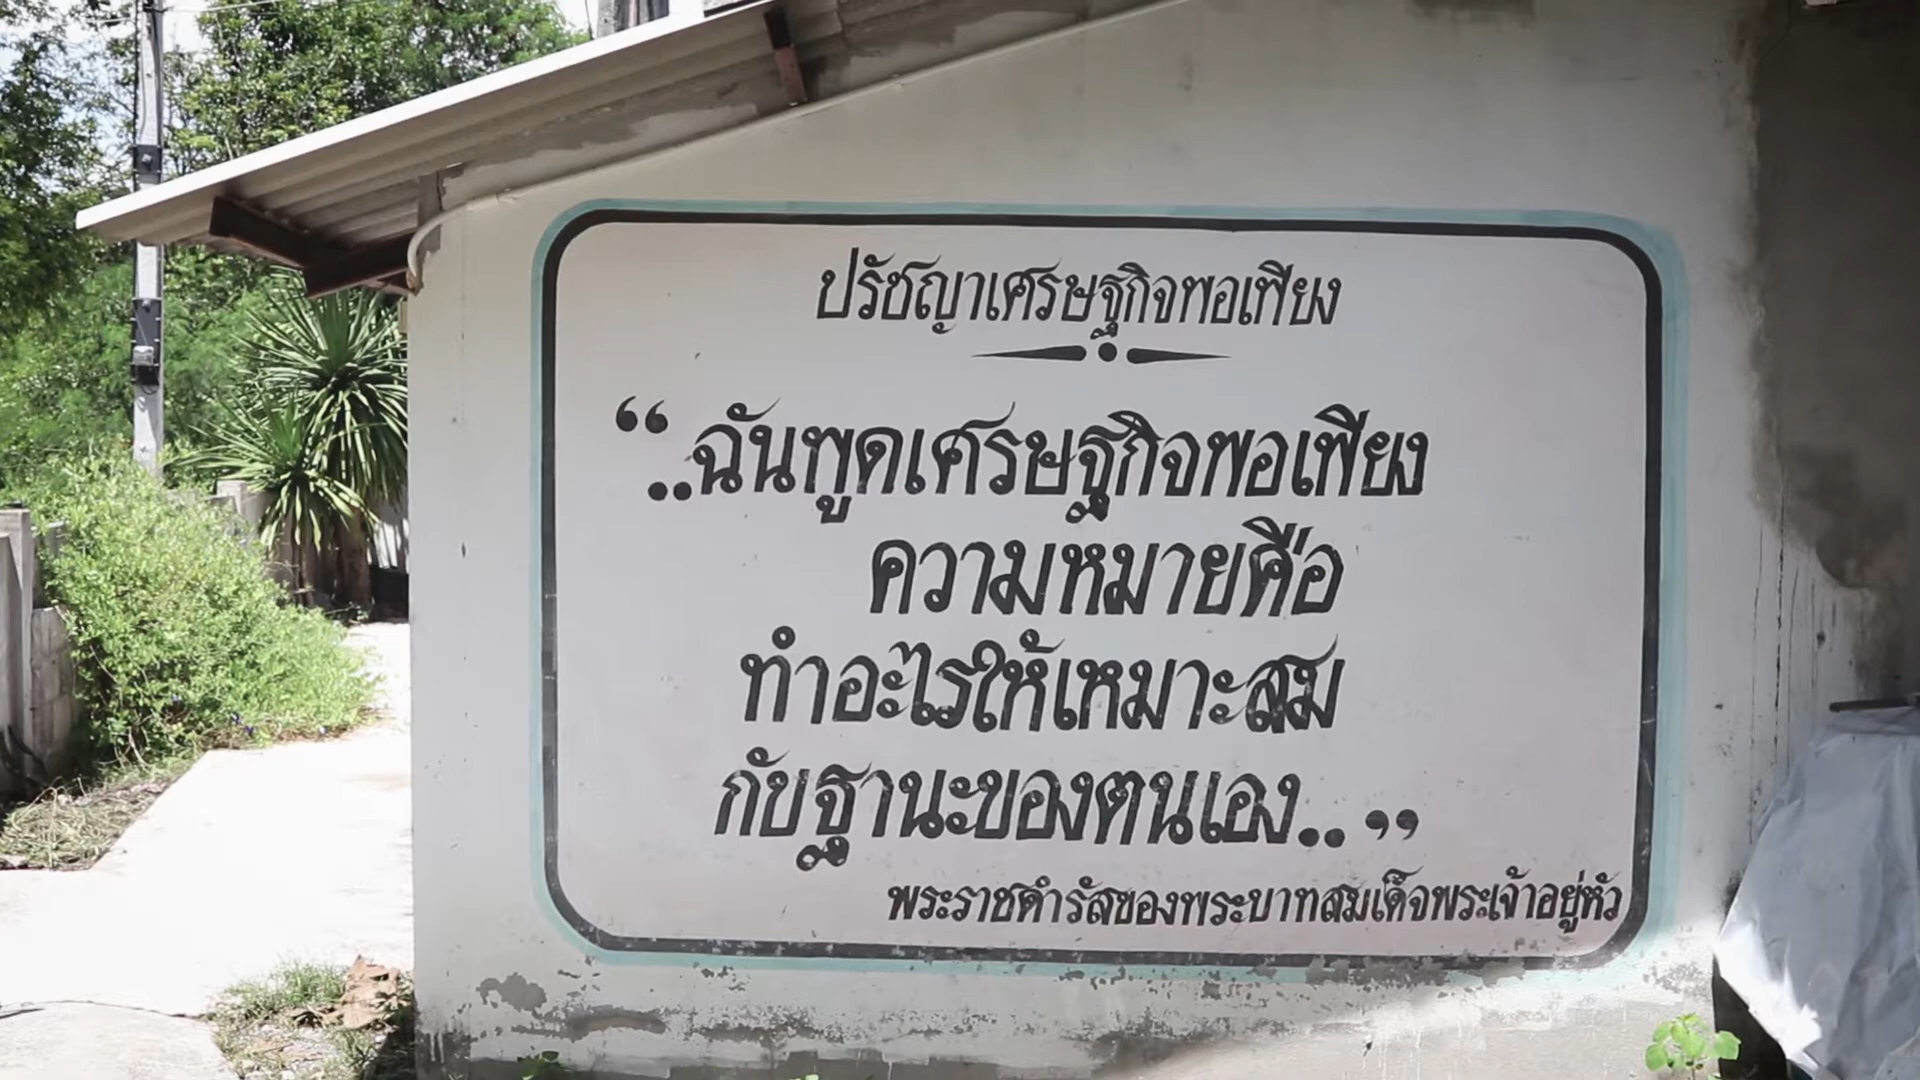 ปรัชญาเศรษฐกิจพอเพียง
“..ฉันพูดเศรษฐกิจพอเพียง
ความหมายคือ
ทำอะไรให้เหมาะสม
กับฐานะของตนเอง..”
พระราชดำรัสของพระบาทสมเด็จพระเจ้าอยู่หัว